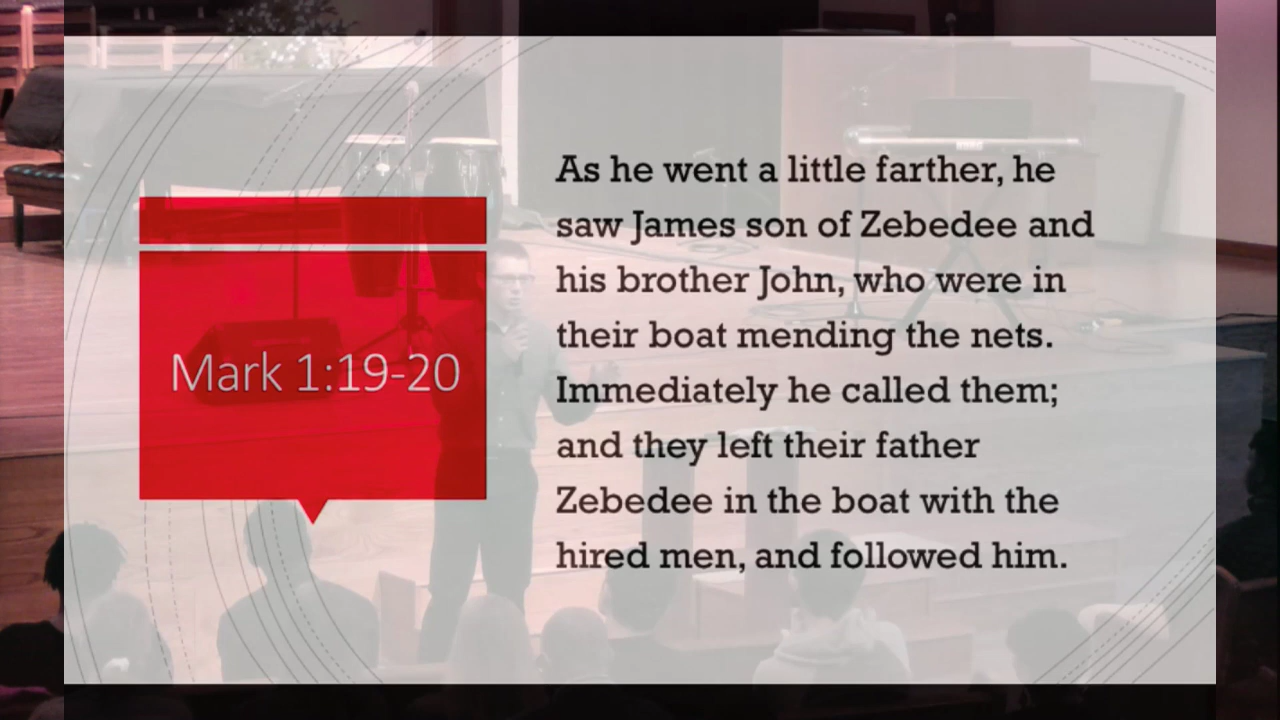 Mark 1:19-20
As he went a little farther, he
saw James son of Zebedee and
his brother John, who were in
their boat mending the nets.
Immediately he called them;
and they left their father
Zebedee in the boat with the
hired men, and followed him.
KORG